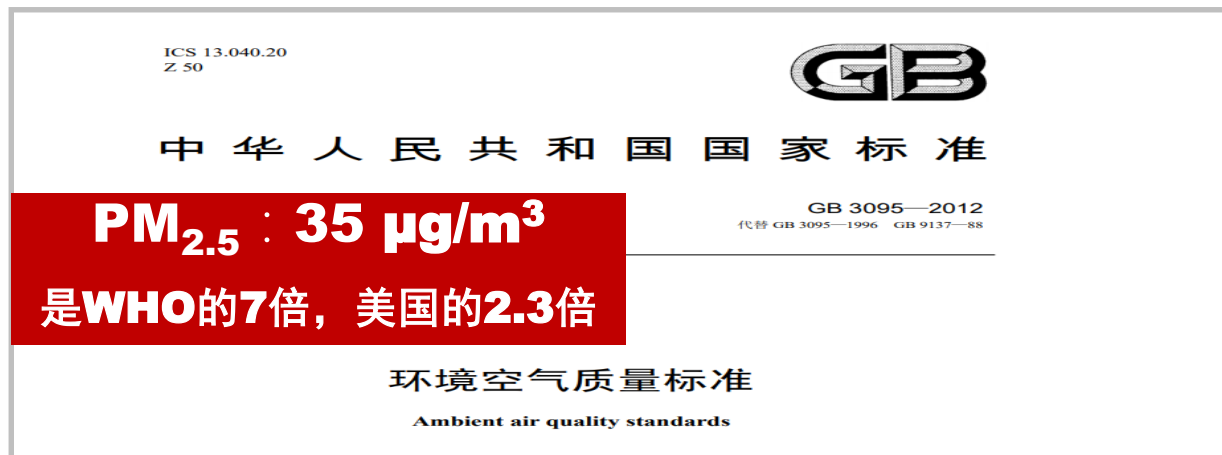 ICS 13.040.20
Z 50
GB
中华人民共和国国家标准
GB 3095—2012
代替 GB 3095—1996 GB 9137—88
PM₂.₅：35 μg/m³
是WHO的7倍，美国的2.3倍
环境空气质量标准
Ambient air quality standards